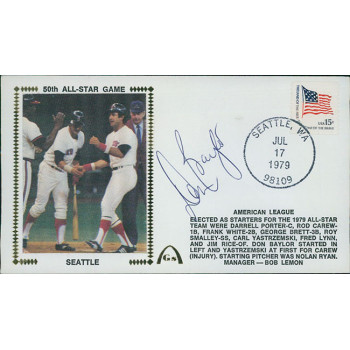 50th ALL-STAR GAME
SEATTLE
Gs
Don Baylor
USA 15c
SEATTLE, WA
JUL
17
1979
98109
AMERICAN LEAGUE
ELECTED AS STARTERS FOR THE 1979 ALL-STAR
TEAM WERE DARRELL PORTER-C, ROD CAREW-
1B, FRANK WHITE-2B, GEORGE BRETT-3B, ROY
SMALLEY-SS, CARL YASTRZEMSKI, FRED LYNN,
AND JIM RICE-OF. DON BAYLOR STARTED IN
LEFT AND YASTRZEMSKI AT FIRST FOR CAREW
(INJURY). STARTING PITCHER WAS NOLAN RYAN.
MANAGER — BOB LEMON